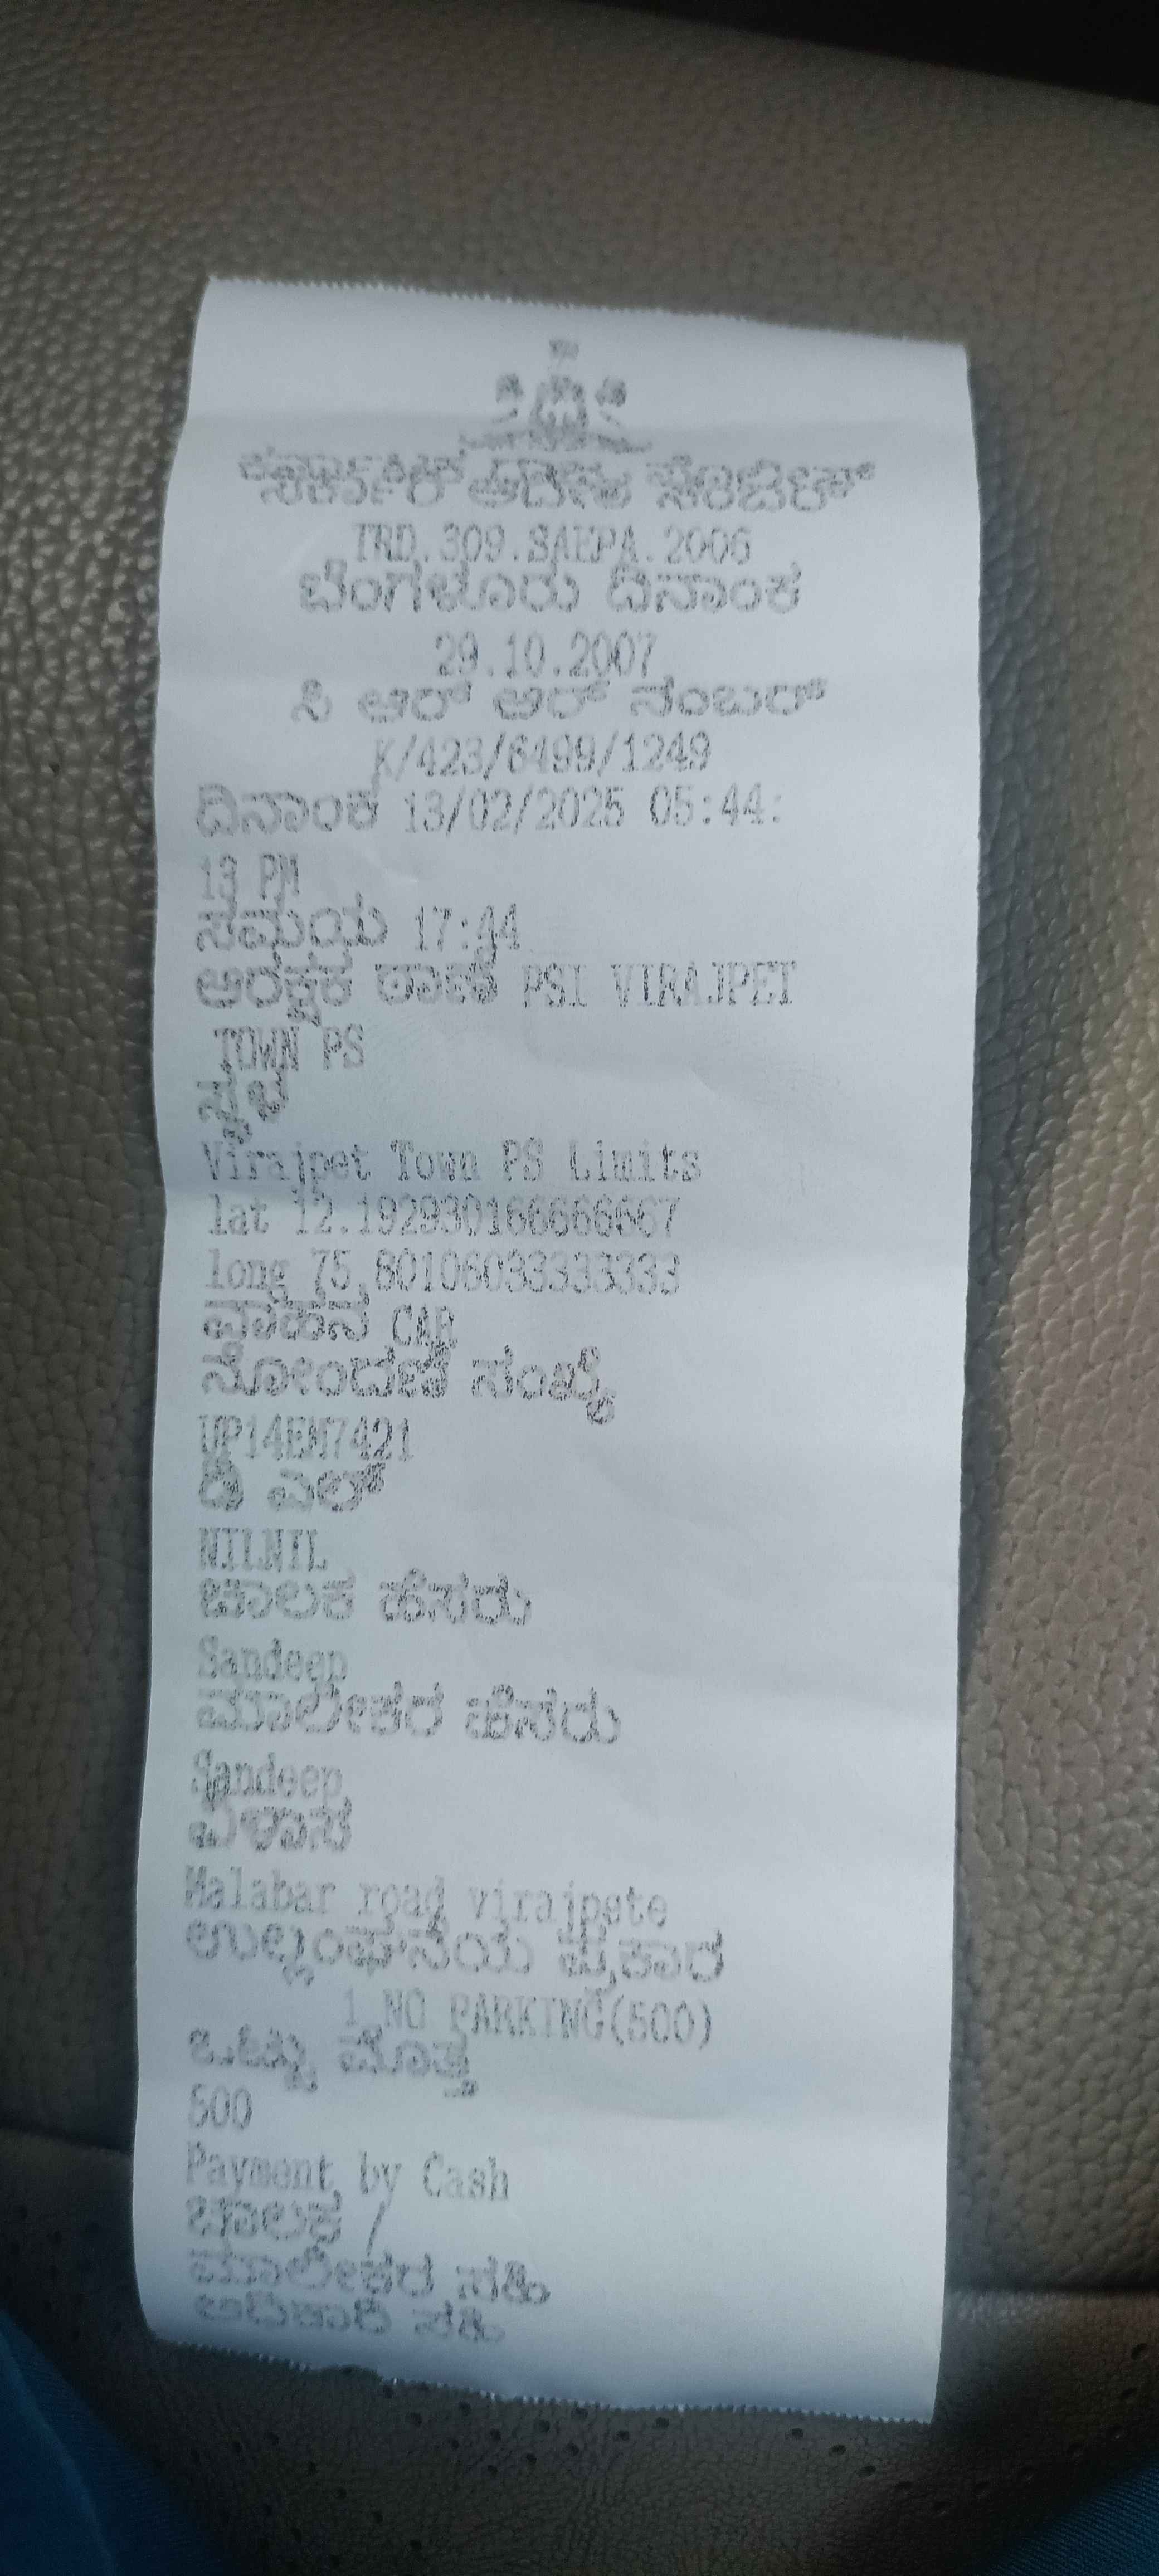 ಸರ್ಕಾರಿ ಆದೇಶ ಸಂಖ್ಯೆ
TRD.309.SAEPA.2006
ಬೆಂಗಳೂರು ದಿನಾಂಕ
29.10.2007
ಸಿ ಆರ್ ಆರ್ ನಂಬರ್
K/423/6499/1249
ದಿನಾಂಕ 13/02/2025 05:44:
13 PM
ಸಮಯ 17:44
ಆರಕ್ಷಕ ಠಾಣೆ PSI VIRAJPET
TOWN PS
ಸ್ಥಳ
Virajpet Town PS Limits
lat 12.192930166666667
long 75.80106033333333
ವಾಹನ CAR
ನೋಂದಣಿ ಸಂಖ್ಯೆ
UP14EM7421
ಡಿ ಎಲ್
NILNIL
ಚಾಲಕ ಹೆಸರು
Sandeep
ಮಾಲೀಕರ ಹೆಸರು
Sandeep
ವಿಳಾಸ
Malabar road virajpete
ಉಲ್ಲಂಘನೆಯ ಪ್ರಕಾರ
1 NO PARKING(500)
ಒಟ್ಟು ಮೊತ್ತ
500
Payment by Cash
ಚಾಲಕ /
ಮಾಲೀಕರ ಸಹಿ
ಅಧಿಕಾರಿ ಸಹಿ